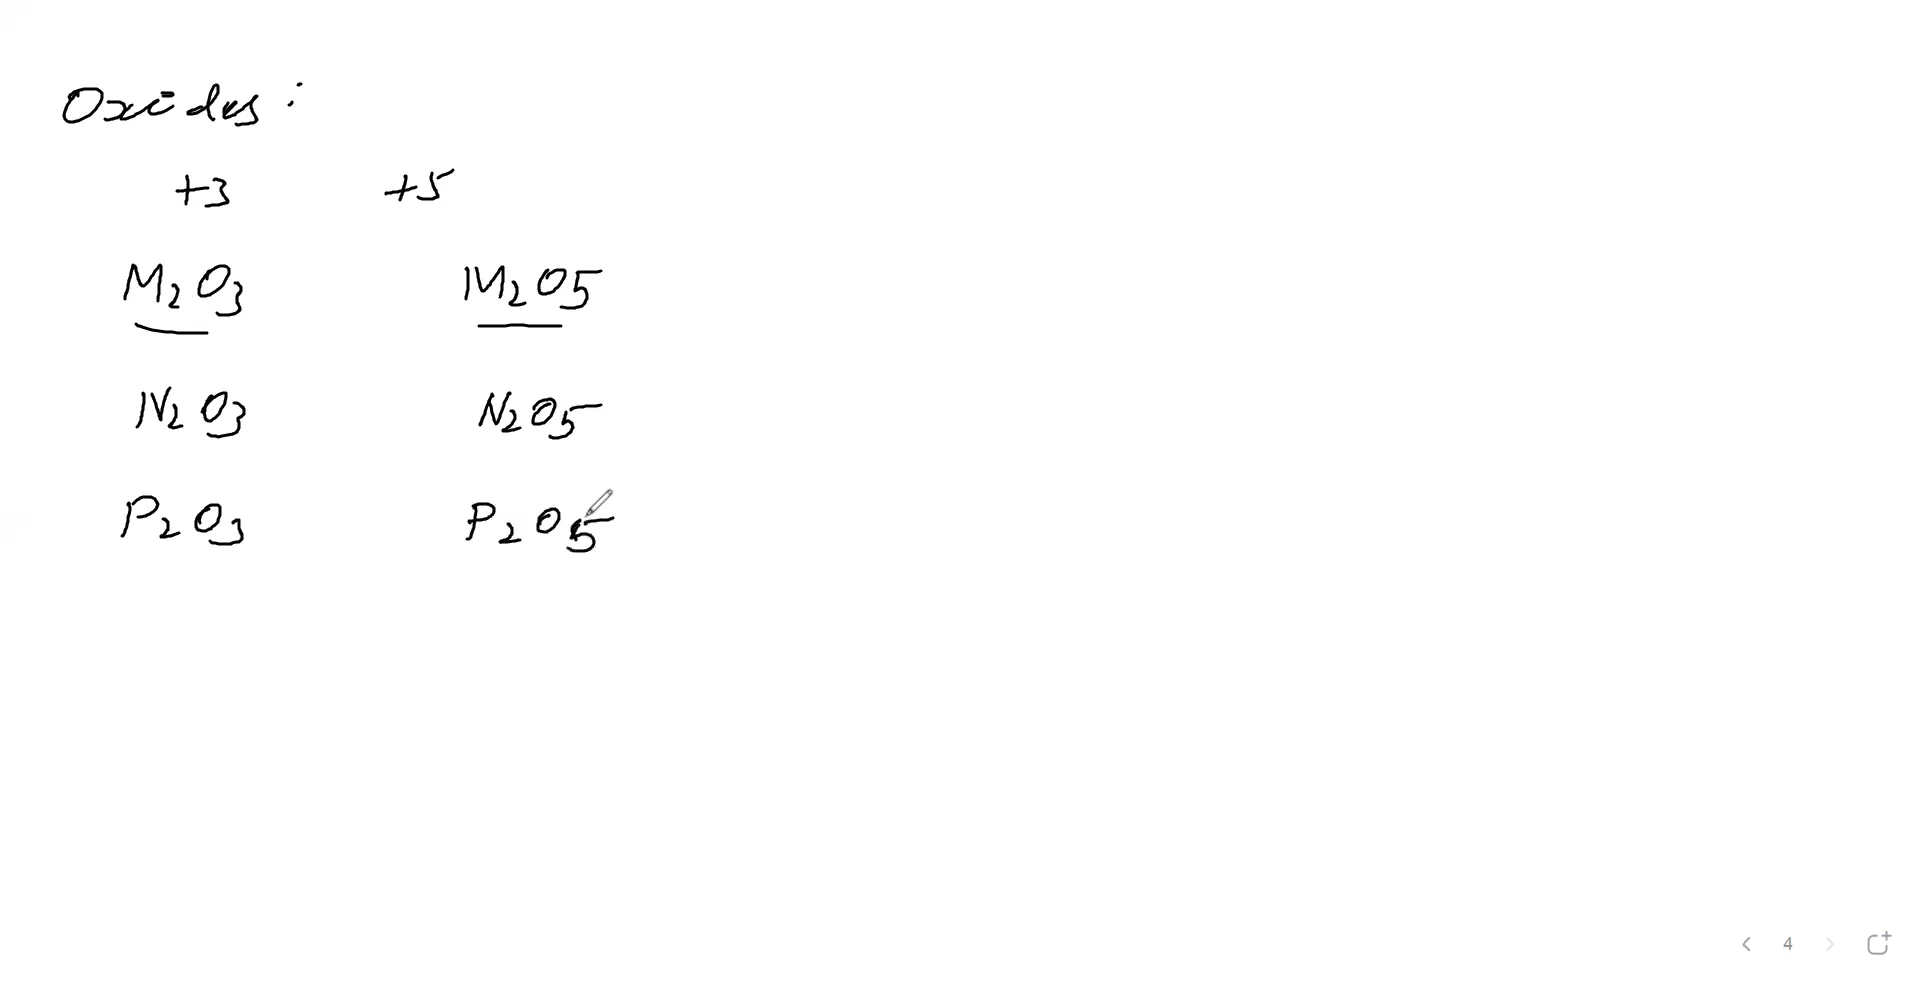 Oxides :
+3 +5
M₂O₃ M₂O₅
N₂O₃ N₂O₅
P₂O₃ P₂O₅
4